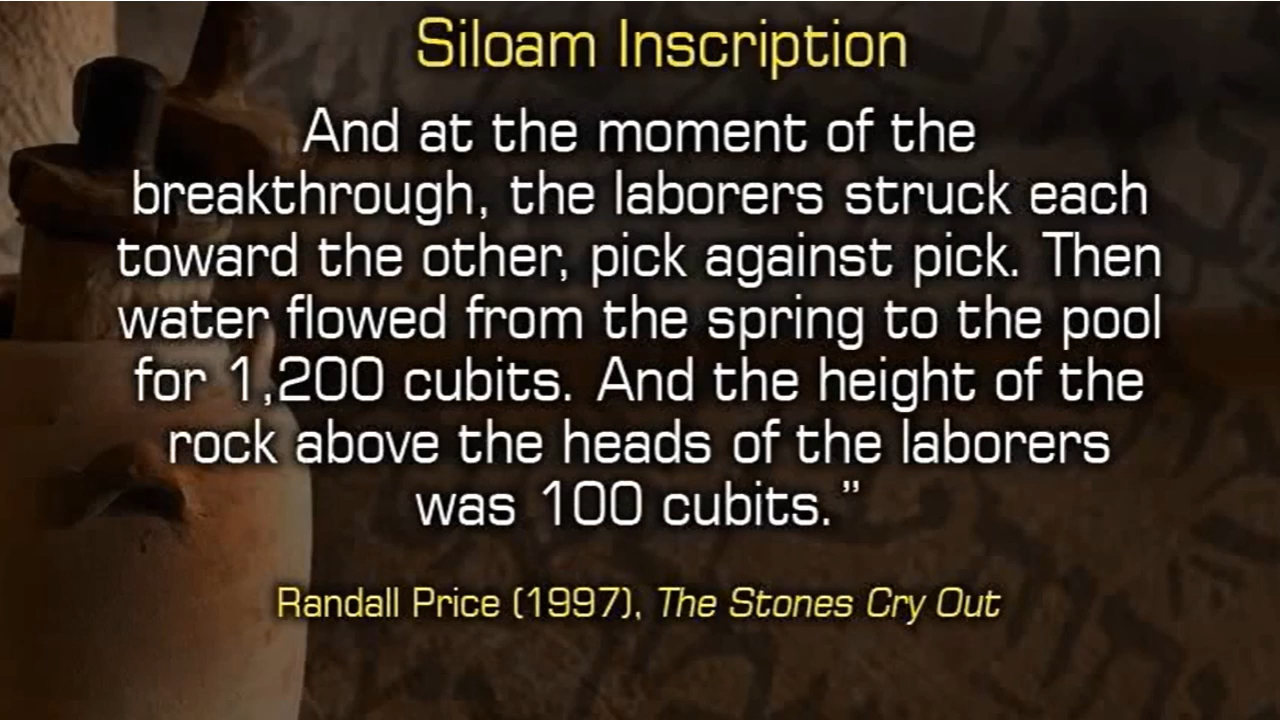 Siloam Inscription
And at the moment of the
breakthrough, the laborers struck each
toward the other, pick against pick. Then
water flowed from the spring to the pool
for 1,200 cubits. And the height of the
rock above the heads of the laborers
was 100 cubits.”
Randall Price (1997), The Stones Cry Out